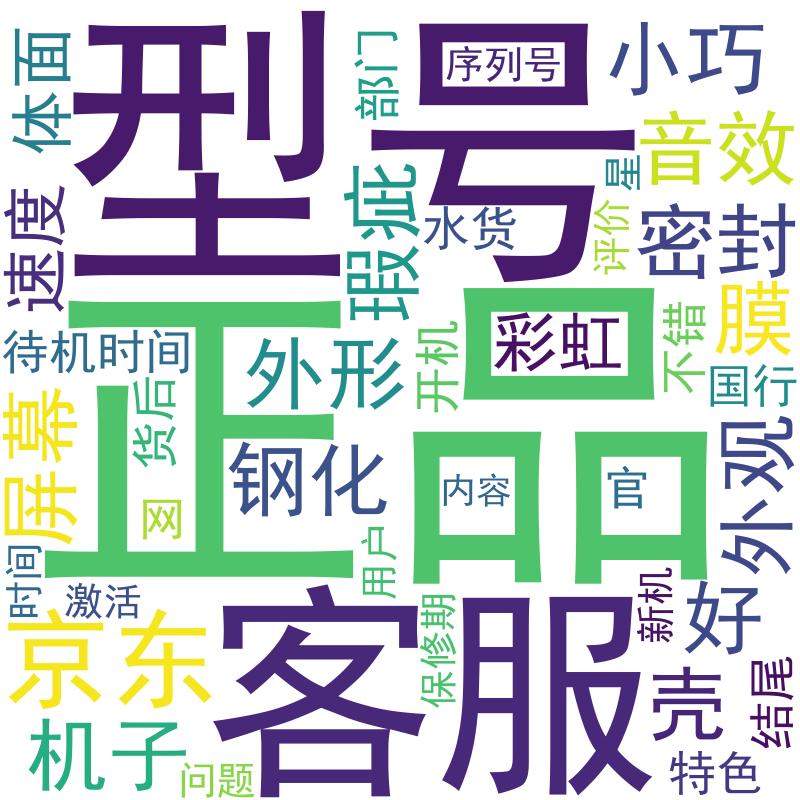 型号
序列号
小巧
体面
部门
音效
星
速度
瑕疵
水货
评价
密封
正品
彩虹
不错
膜
待机时间
外形
开机
国行
屏幕
货后
钢化
内容
官
外观
网
时间
激活
用户
保修期
新机
好
京东
客服
壳
结尾
机子
问题
特色